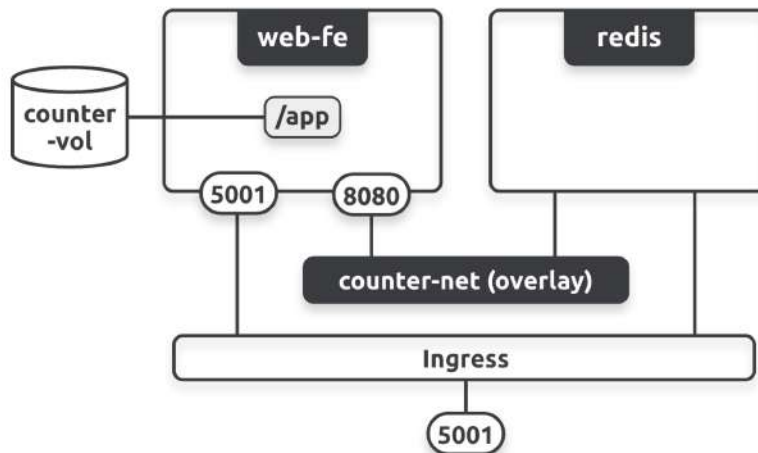 web-fe
redis
counter
-vol
/app
5001
8080
counter-net (overlay)
Ingress
5001